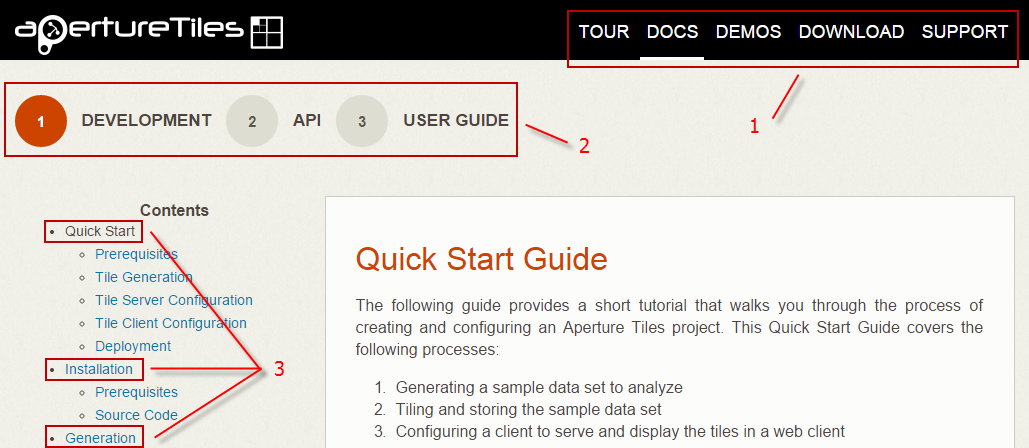 apertureTiles
TOUR DOCS DEMOS DOWNLOAD SUPPORT
1
1 DEVELOPMENT 2 API 3 USER GUIDE
2
Contents
• Quick Start
◦ Prerequisites
◦ Tile Generation
◦ Tile Server Configuration
◦ Tile Client Configuration
◦ Deployment
• Installation
◦ Prerequisites
◦ Source Code
• Generation
3
Quick Start Guide
The following guide provides a short tutorial that walks you through the process of
creating and configuring an Aperture Tiles project. This Quick Start Guide covers the
following processes:
1. Generating a sample data set to analyze
2. Tiling and storing the sample data set
3. Configuring a client to serve and display the tiles in a web client